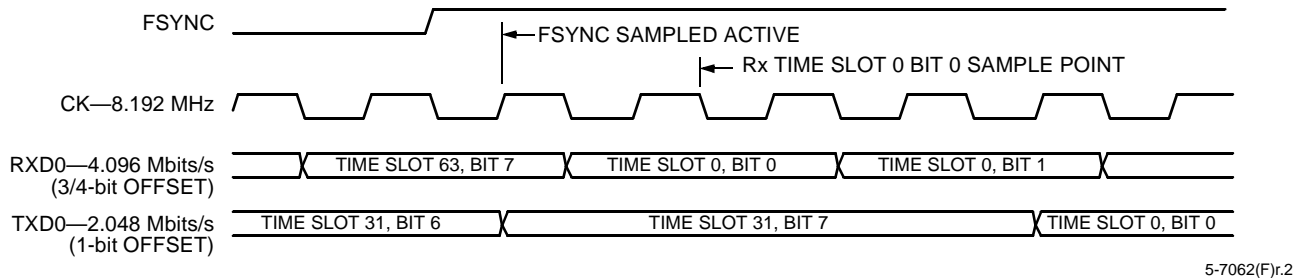 FSYNC
FSYNC SAMPLED ACTIVE
Rx TIME SLOT 0 BIT 0 SAMPLE POINT
CK—8.192 MHz
RXD0—4.096 Mbits/s
(3/4-bit OFFSET)
TIME SLOT 63, BIT 7
TIME SLOT 0, BIT 0
TIME SLOT 0, BIT 1
TXD0—2.048 Mbits/s
(1-bit OFFSET)
TIME SLOT 31, BIT 6
TIME SLOT 31, BIT 7
TIME SLOT 0, BIT 0
5-7062(F)r.2